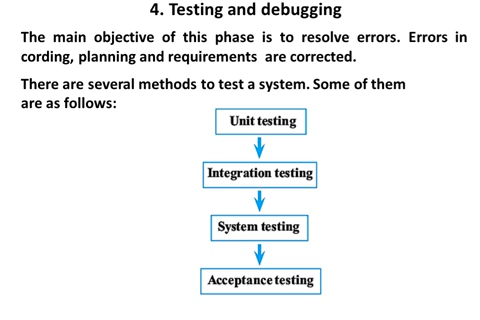 4. Testing and debugging
The main objective of this phase is to resolve errors. Errors in
cording, planning and requirements are corrected.
There are several methods to test a system. Some of them
are as follows:
Unit testing
Integration testing
System testing
Acceptance testing